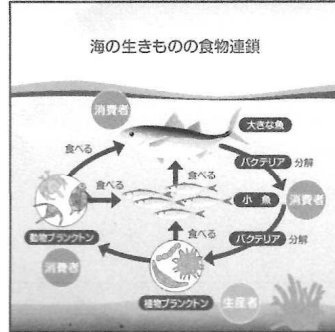 海の生きものの食物連鎖
消費者
大きな魚
食べる
バクテリア 分解
食べる
食べる
小魚
消費者
動物プランクトン
食べる
バクテリア 分解
消費者
植物プランクトン
生産者